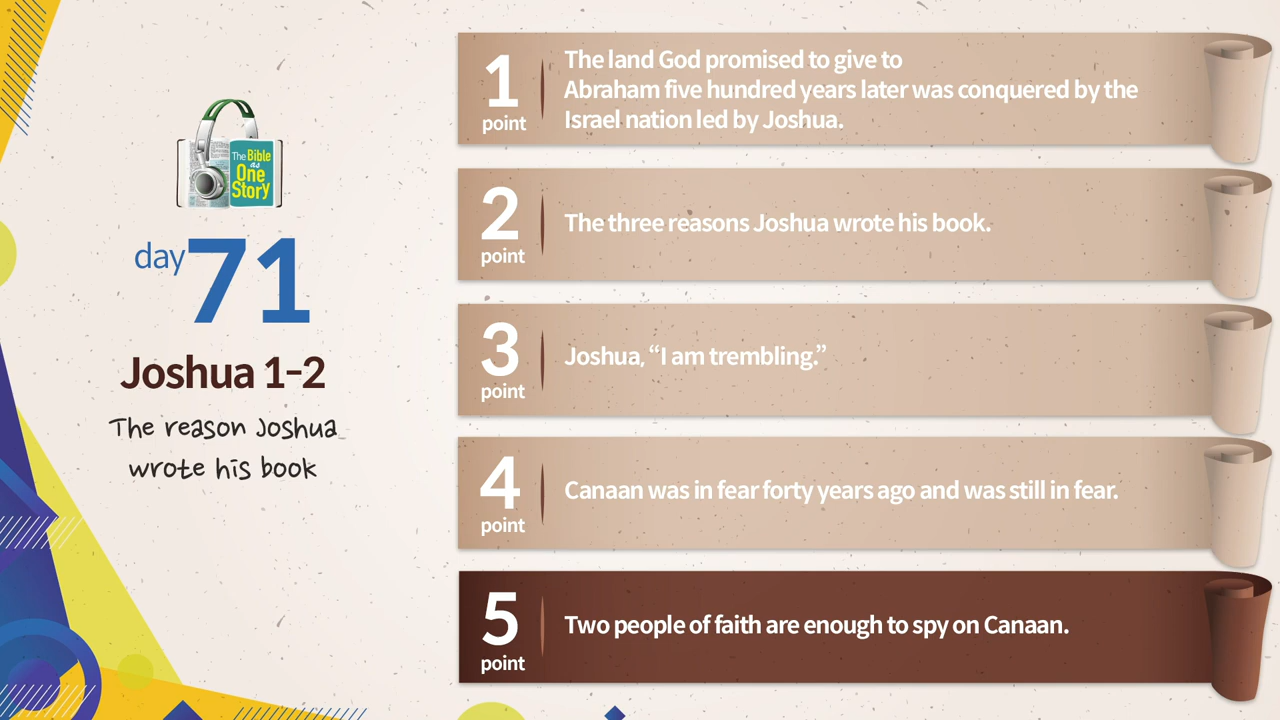 The Bible
as
One
Story
day 71
Joshua 1-2
The reason Joshua
wrote his book
1
point
The land God promised to give to
Abraham five hundred years later was conquered by the
Israel nation led by Joshua.
2
point
The three reasons Joshua wrote his book.
3
point
Joshua, “I am trembling.”
4
point
Canaan was in fear forty years ago and was still in fear.
5
point
Two people of faith are enough to spy on Canaan.